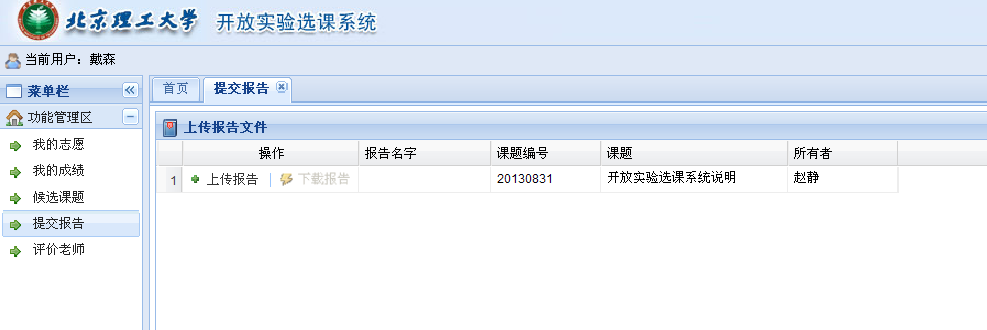 北京理工大学 开放实验选课系统
当前用户：戴森
菜单栏
首页 提交报告
功能管理区
上传报告文件
我的志愿
操作 报告名字 课题编号 课题 所有者
我的成绩
1 上传报告 下载报告 20130831 开放实验选课系统说明 赵静
候选课题
提交报告
评价老师